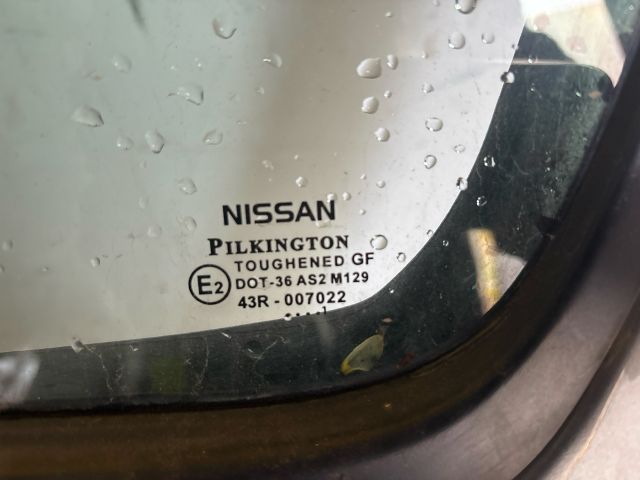 NISSAN
PILKINGTON
TOUGHENED GF
E2
DOT-36 AS2 M129
43R - 007022